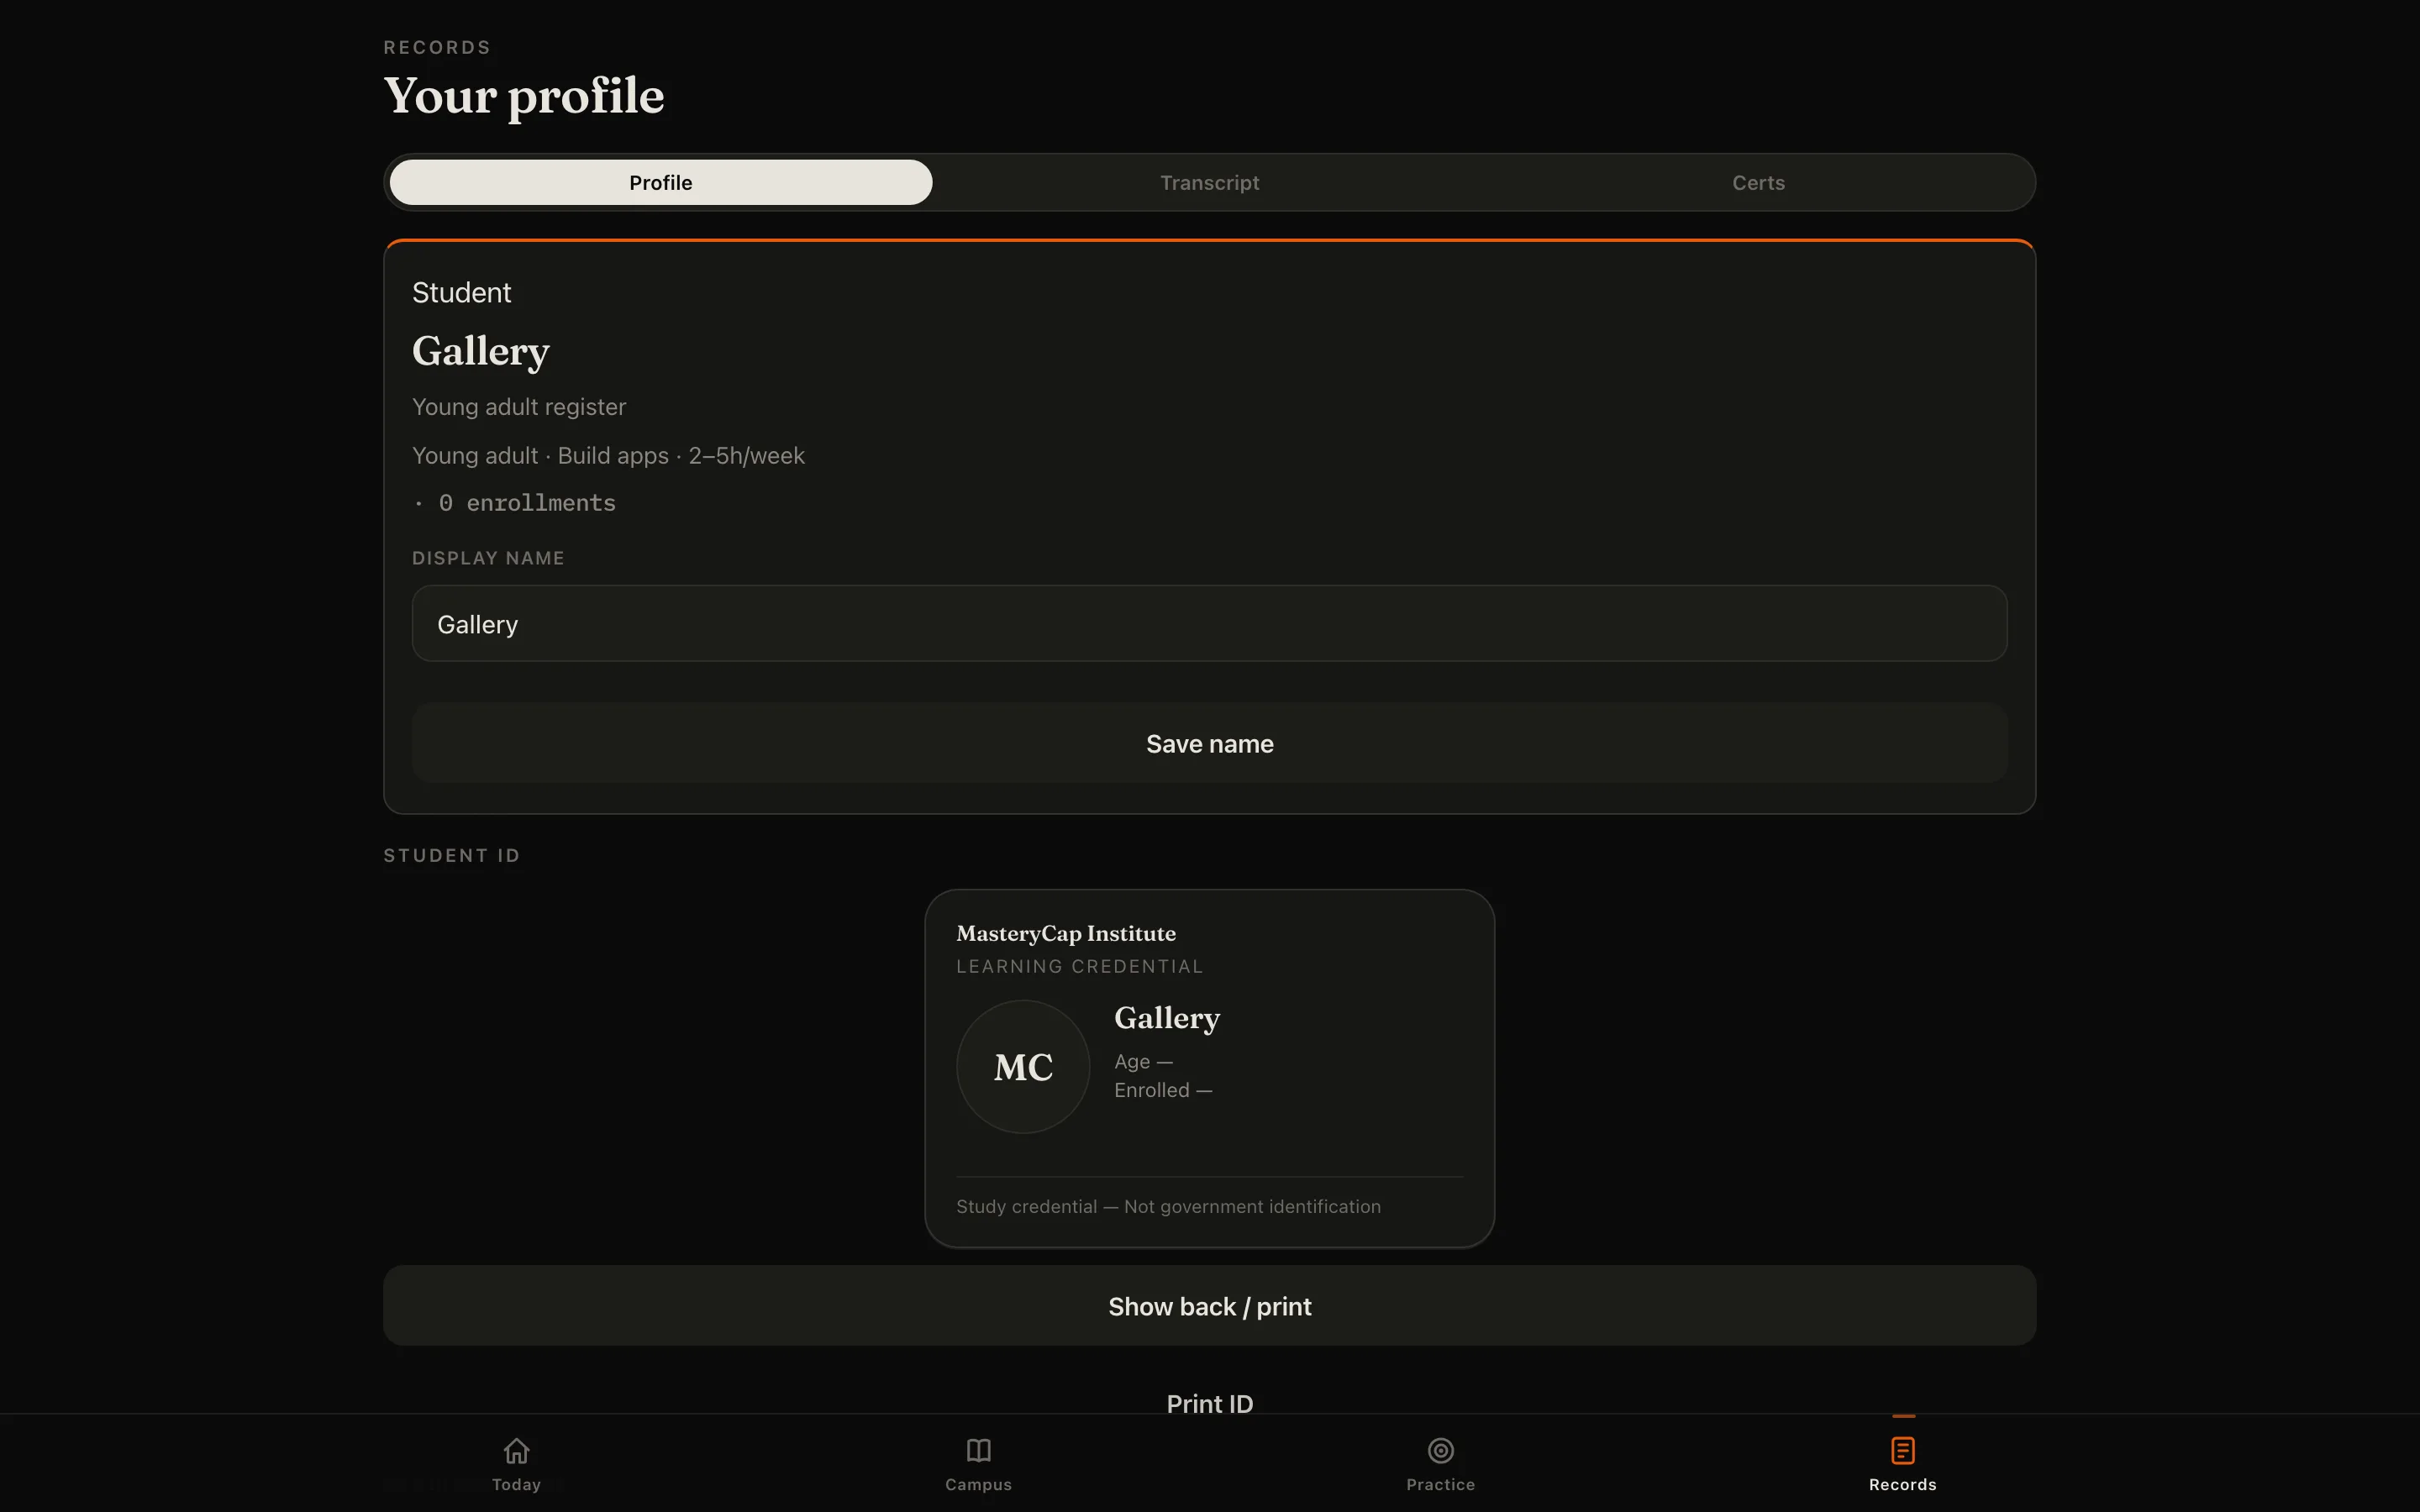 RECORDS
Your profile
Profile
Transcript
Certs
Student
Gallery
Young adult register
Young adult · Build apps · 2–5h/week
· 0 enrollments
DISPLAY NAME
Gallery
Save name
STUDENT ID
MasteryCap Institute
LEARNING CREDENTIAL
MC
Gallery
Age —
Enrolled —
Study credential — Not government identification
Show back / print
Print ID
Today
Campus
Practice
Records